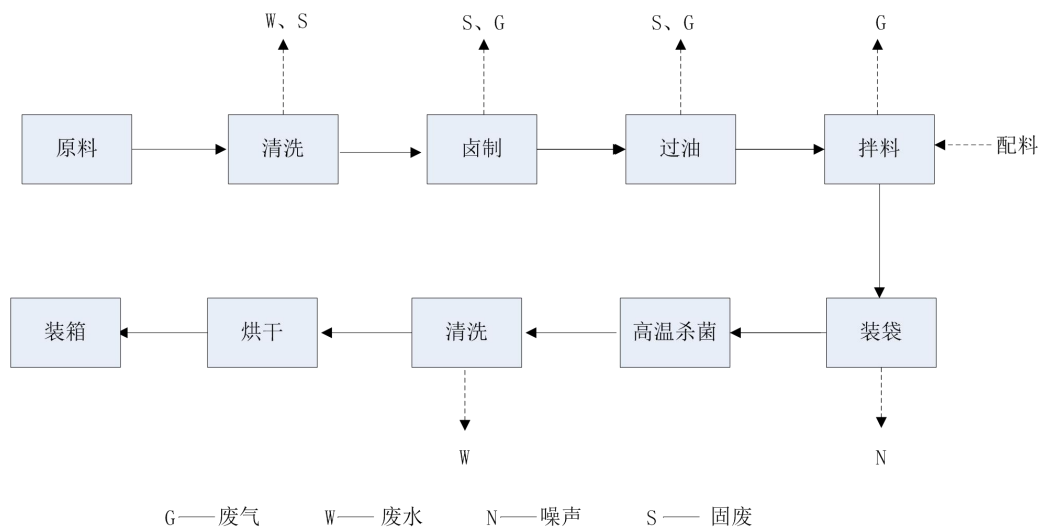 W、S S、G S、G G
原料 清洗 卤制 过油 拌料 配料
装箱 烘干 清洗 高温杀菌 装袋
W N
G——废气 W——废水 N——噪声 S——固废